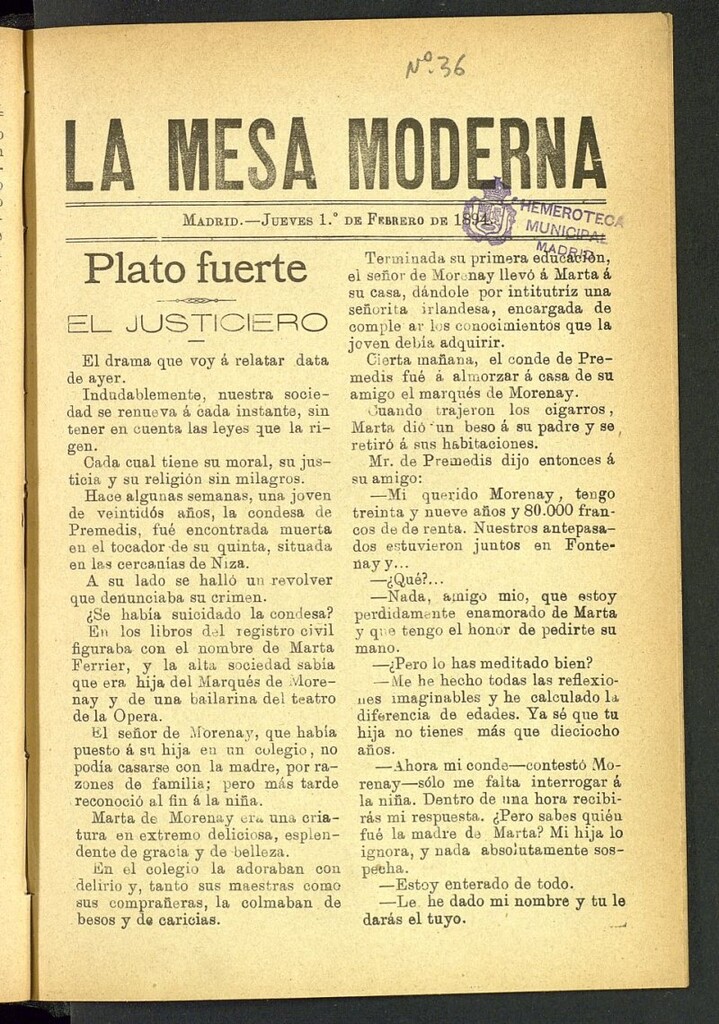 Nº. 36
LA MESA MODERNA
MADRID.—JUEVES 1.º DE FEBRERO DE 1894.
HEMEROTECA
MUNICIPAL
MADRID
Plato fuerte
EL JUSTICIERO
El drama que voy á relatar data
de ayer.
Indudablemente, nuestra socie-
dad se renueva á cada instante, sin
tener en cuenta las leyes que la ri-
gen.
Cada cual tiene su moral, su jus-
ticia y su religión sin milagros.
Hace algunas semanas, una joven
de veintidós años, la condesa de
Premedis, fué encontrada muerta
en el tocador de su quinta, situada
en las cercanías de Niza.
A su lado se halló un revolver
que denunciaba su crimen.
¿Se había suicidado la condesa?
En los libros del registro civil
figuraba con el nombre de Marta
Ferrier, y la alta sociedad sabía
que era hija del Marqués de More-
nay y de una bailarina del teatro
de la Opera.
El señor de Morenay, que había
puesto á su hija en un colegio, no
podía casarse con la madre, por ra-
zones de familia; pero más tarde
reconoció al fin á la niña.
Marta de Morenay era una cria-
tura en extremo deliciosa, esplen-
dente de gracia y de belleza.
En el colegio la adoraban con
delirio y, tanto sus maestras como
sus comprañeras, la colmaban de
besos y de caricias.
Terminada su primera educación,
el señor de Morenay llevó á Marta á
su casa, dándole por intitutríz una
señorita irlandesa, encargada de
comple ar los conocimientos que la
joven debía adquirir.
Cierta mañana, el conde de Pre-
medis fué á almorzár á casa de su
amigo el marqués de Morenay.
Cuando trajeron los cigarros,
Marta dió un beso á su padre y se
retiró á sus habitaciones.
Mr. de Premedis dijo entonces á
su amigo:
—Mi querido Morenay, tengo
treinta y nueve años y 80.000 fran-
cos de de renta. Nuestros antepasa-
dos estuvieron juntos en Fonte-
nay y...
—¿Qué?...
—Nada, amigo mio, que estoy
perdidamente enamorado de Marta
y que tengo el honor de pedirte su
mano.
—¿Pero lo has meditado bien?
—Me he hecho todas las reflexio-
nes imaginables y he calculado la
diferencia de edades. Ya sé que tu
hija no tienes más que dieciocho
años.
—Ahora mi conde—contestó Mo-
renay—sólo me falta interrogar á
la niña. Dentro de una hora recibi-
rás mi respuesta. ¿Pero sabes quién
fué la madre de Marta? Mi hija lo
ignora, y nada absolutamente sos-
pecha.
—Estoy enterado de todo.
—Le he dado mi nombre y tu le
darás el tuyo.